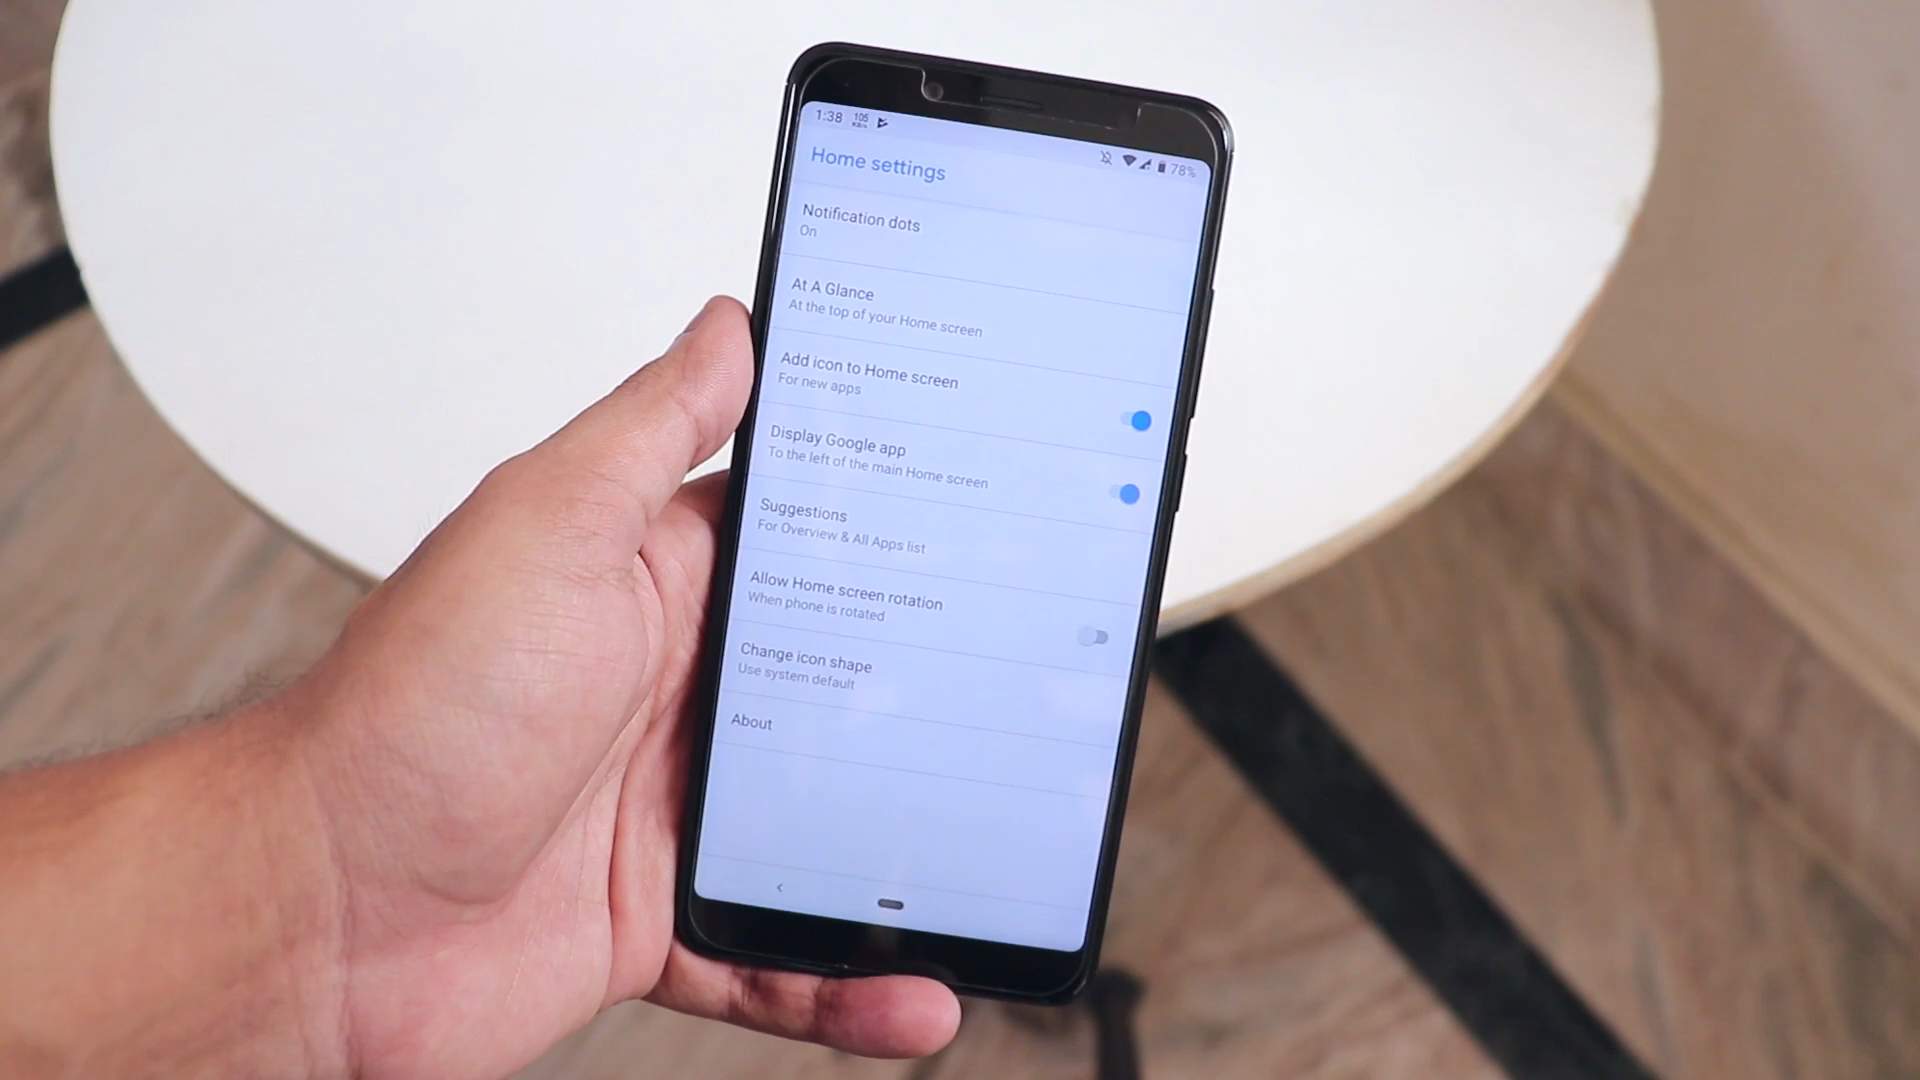 1:38 105 KB/s 78%
Home settings
Notification dots
On
At A Glance
At the top of your Home screen
Add icon to Home screen
For new apps
Display Google app
To the left of the main Home screen
Suggestions
For Overview & All Apps list
Allow Home screen rotation
When phone is rotated
Change icon shape
Use system default
About